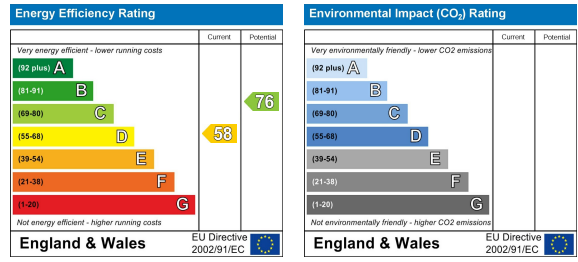 Energy Efficiency Rating
Current
Potential
Very energy efficient - lower running costs
(92 plus) A
(81-91) B
(69-80) C
(55-68) D
(39-54) E
(21-38) F
(1-20) G
58
76
Not energy efficient - higher running costs
England & Wales
EU Directive
2002/91/EC
Environmental Impact (CO₂) Rating
Current
Potential
Very environmentally friendly - lower CO2 emissions
(92 plus) A
(81-91) B
(69-80) C
(55-68) D
(39-54) E
(21-38) F
(1-20) G
Not environmentally friendly - higher CO2 emissions
England & Wales
EU Directive
2002/91/EC